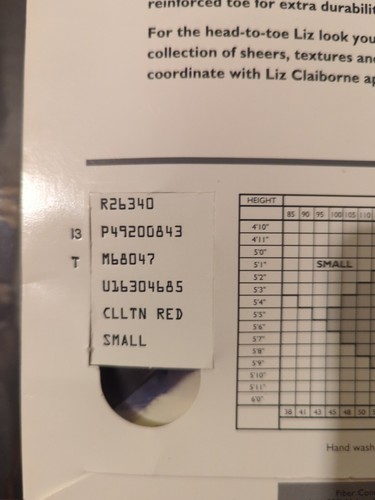 reinforced toe for extra durabilit
For the head-to-toe Liz look you
collection of sheers, textures an
coordinate with Liz Claiborne ap
R26340
13 P49200843
T M68047
U16304685
CLLTN RED
SMALL
HEIGHT
85 90 95 100 105 110
4'10"
4'11"
5'0"
5'1" SMALL
5'2"
5'3"
5'4"
5'5"
5'6"
5'7"
5'8"
5'9"
5'10"
5'11"
6'0"
38 41 43 45 48 50
Hand wash
Fiber Con